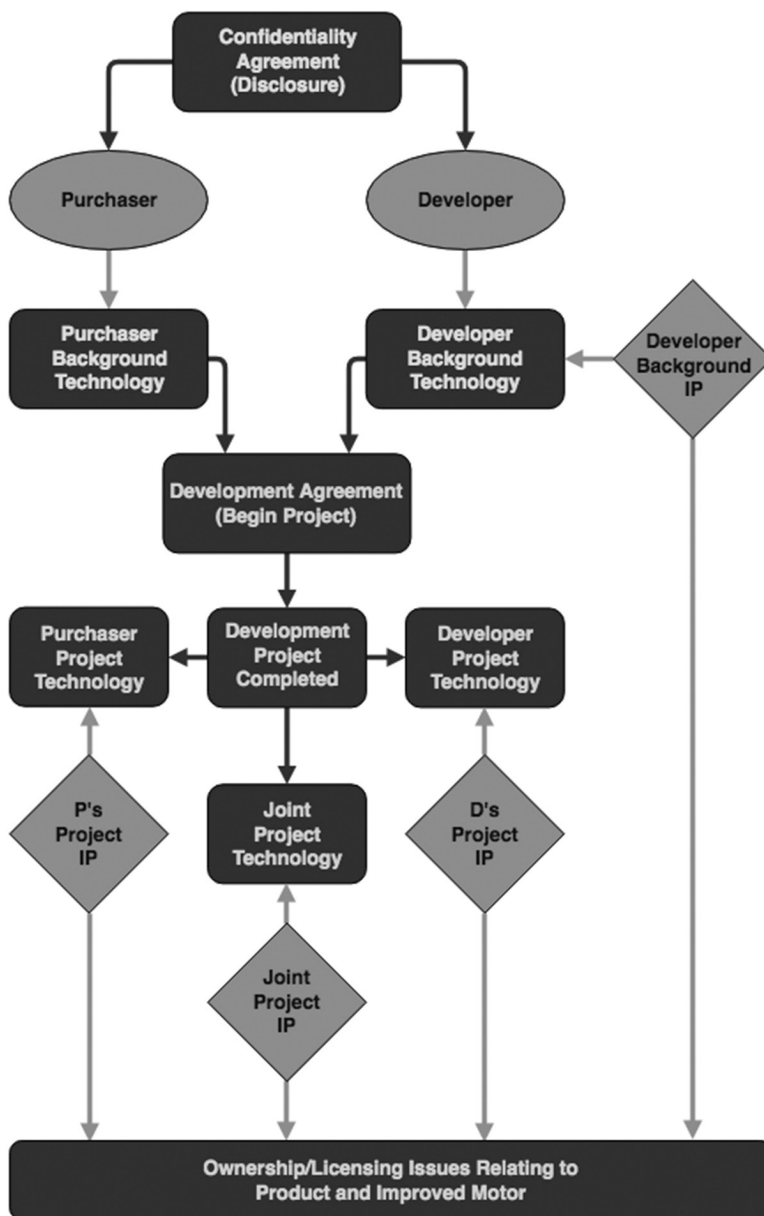 Confidentiality
Agreement
(Disclosure)
Purchaser
Developer
Purchaser
Background
Technology
Developer
Background
Technology
Developer
Background
IP
Development Agreement
(Begin Project)
Purchaser
Project
Technology
Development
Project
Completed
Developer
Project
Technology
P's
Project
IP
Joint
Project
Technology
D's
Project
IP
Joint
Project
IP
Ownership/Licensing Issues Relating to
Product and Improved Motor